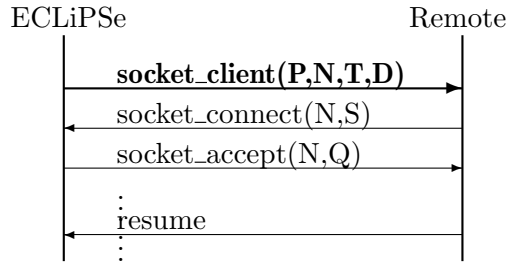 ECLiPSe Remote
socket_client(P,N,T,D)
socket_connect(N,S)
socket_accept(N,Q)
resume